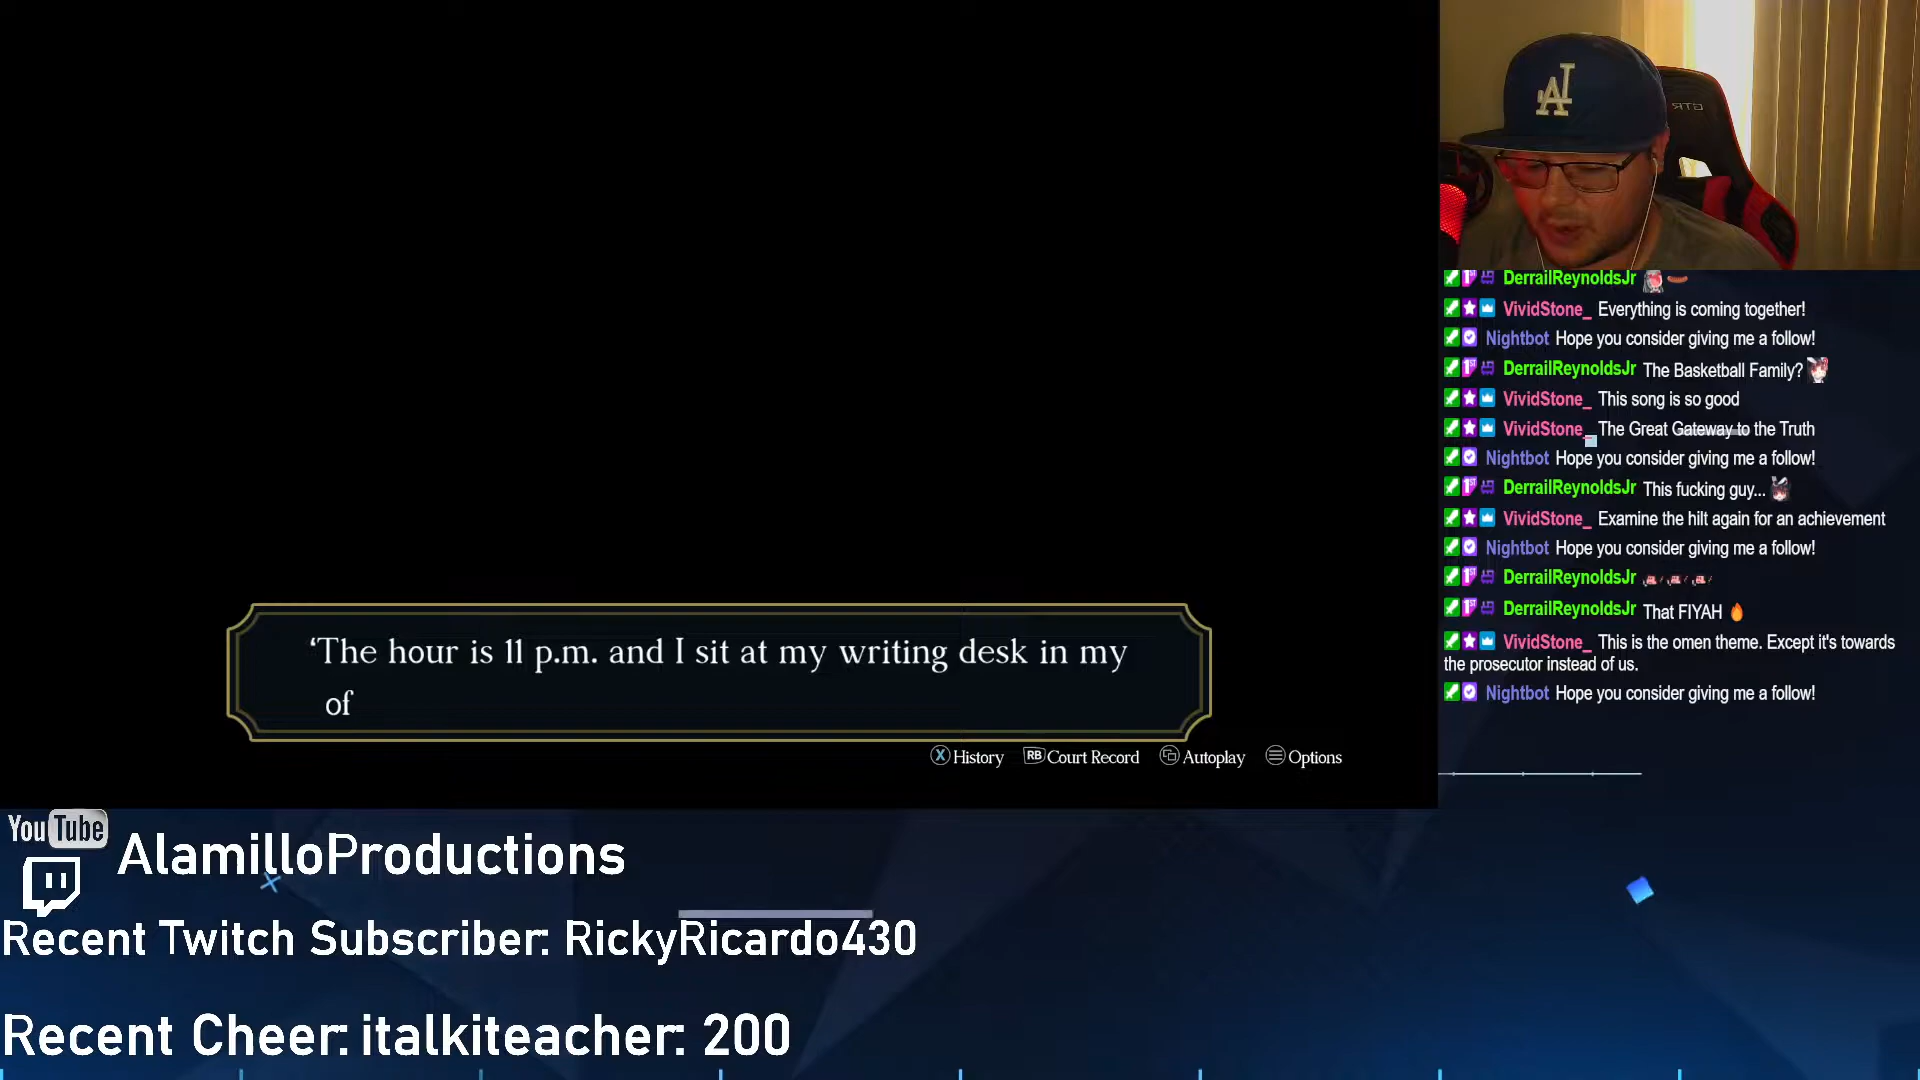 ‘The hour is 11 p.m. and I sit at my writing desk in my
of
X History RB Court Record Autoplay Options
GTR
DerrailReynoldsJr
VividStone_ Everything is coming together!
Nightbot Hope you consider giving me a follow!
DerrailReynoldsJr The Basketball Family?
VividStone_ This song is so good
VividStone_ The Great Gateway to the Truth
Nightbot Hope you consider giving me a follow!
DerrailReynoldsJr This fucking guy...
VividStone_ Examine the hilt again for an achievement
Nightbot Hope you consider giving me a follow!
DerrailReynoldsJr
DerrailReynoldsJr That FIYAH
VividStone_ This is the omen theme. Except it's towards
the prosecutor instead of us.
Nightbot Hope you consider giving me a follow!
YouTube
AlamilloProductions
Recent Twitch Subscriber: RickyRicardo430
Recent Cheer: italkiteacher: 200